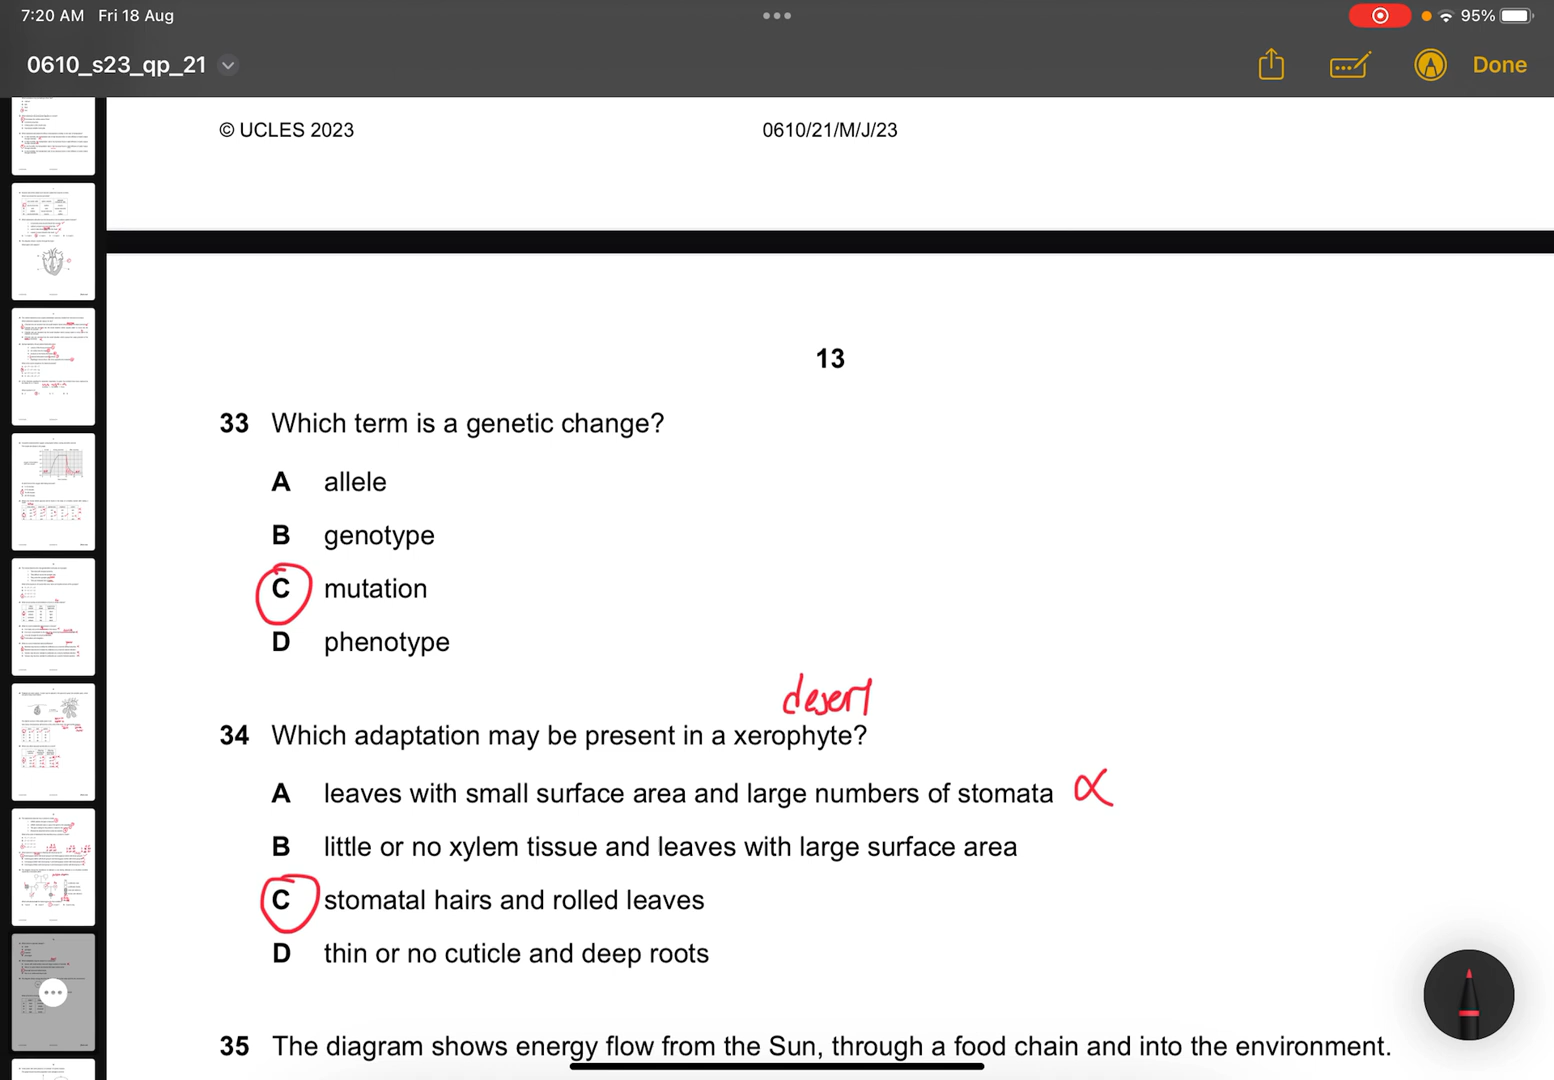 7:20 AM Fri 18 Aug
95%
0610_s23_qp_21
Done
© UCLES 2023
0610/21/M/J/23
13
33 Which term is a genetic change?
A allele
B genotype
C mutation
D phenotype
desert
34 Which adaptation may be present in a xerophyte?
A leaves with small surface area and large numbers of stomata
B little or no xylem tissue and leaves with large surface area
C stomatal hairs and rolled leaves
D thin or no cuticle and deep roots
35 The diagram shows energy flow from the Sun, through a food chain and into the environment.